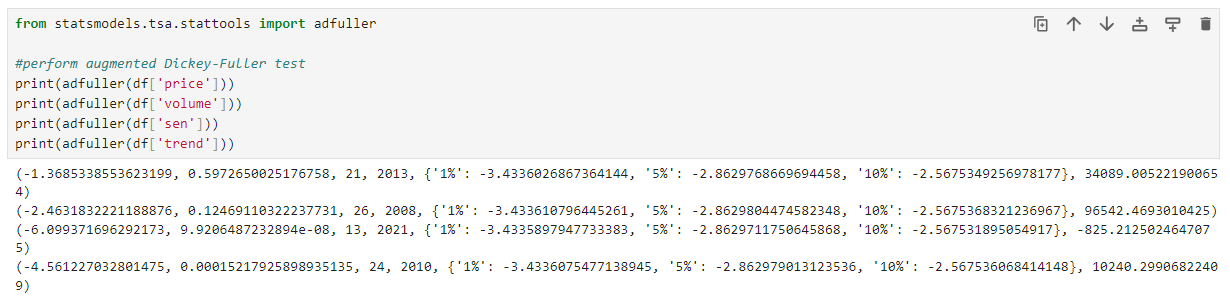 from statsmodels.tsa.stattools import adfuller
#perform augmented Dickey-Fuller test
print(adfuller(df['price']))
print(adfuller(df['volume']))
print(adfuller(df['sen']))
print(adfuller(df['trend']))
(-1.3685338553623199, 0.5972650025176758, 21, 2013, {'1%': -3.4336026867364144, '5%': -2.8629768669694458, '10%': -2.5675349256978177}, 34089.00522190065
4)
(-2.4631832221188876, 0.12469110322237731, 26, 2008, {'1%': -3.433610796445261, '5%': -2.8629804474582348, '10%': -2.5675368321236967}, 96542.4693010425)
(-6.099371696292173, 9.9206487232894e-08, 13, 2021, {'1%': -3.4335897947733383, '5%': -2.8629711750645868, '10%': -2.567531895054917}, -825.212502464707
5)
(-4.561227032801475, 0.00015217925898935135, 24, 2010, {'1%': -3.4336075477138945, '5%': -2.862979013123536, '10%': -2.567536068414148}, 10240.2990682240
9)